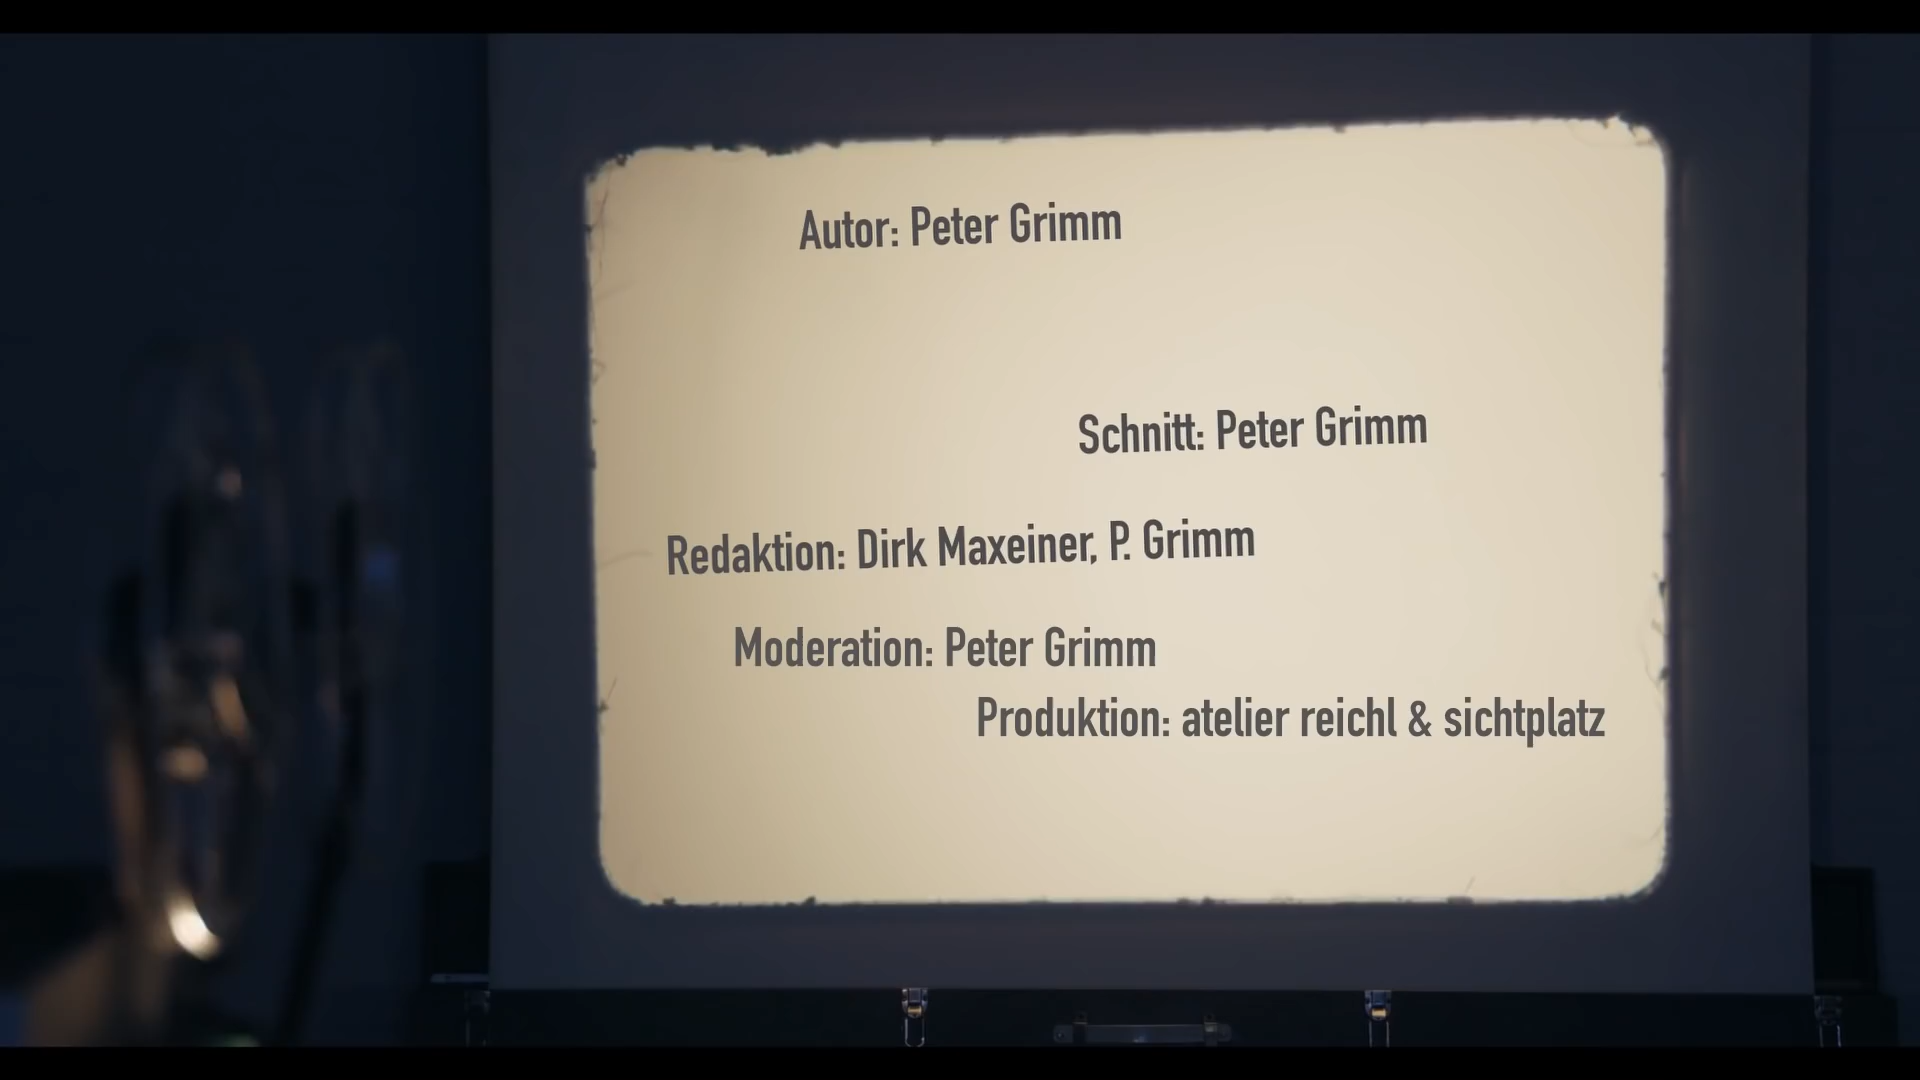 Autor: Peter Grimm
Schnitt: Peter Grimm
Redaktion: Dirk Maxeiner, P. Grimm
Moderation: Peter Grimm
Produktion: atelier reichl & sichtplatz